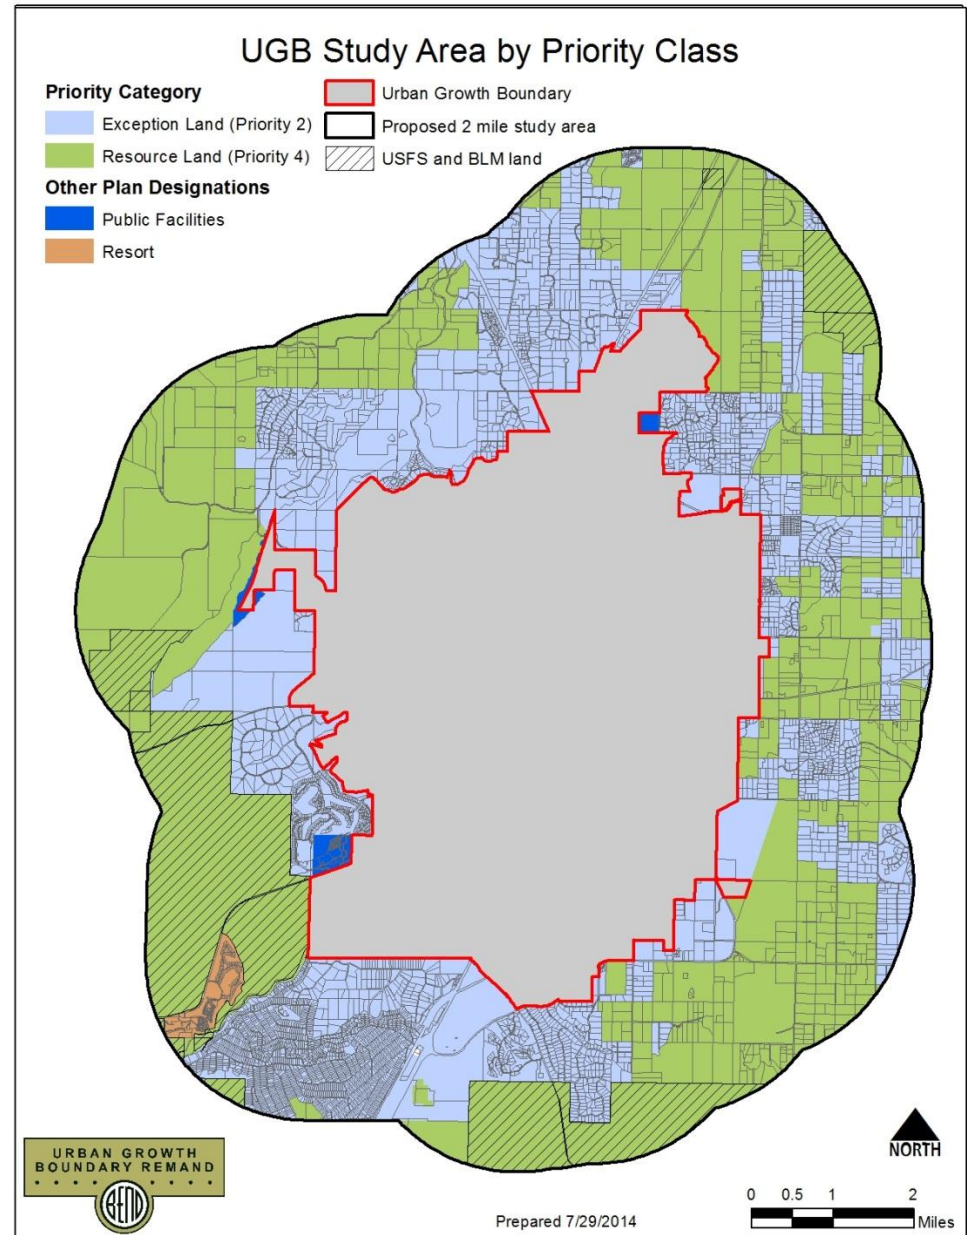 UGB Study Area by Priority Class
Priority Category
Exception Land (Priority 2)
Resource Land (Priority 4)
Other Plan Designations
Public Facilities
Resort
Urban Growth Boundary
Proposed 2 mile study area
USFS and BLM land
URBAN GROWTH
BOUNDARY REMAND
BEND
Prepared 7/29/2014
NORTH
0 0.5 1 2
Miles